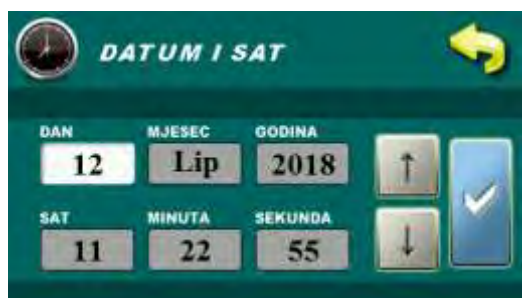 DATUM I SAT
DAN MJESEC GODINA
12 Lip 2018
SAT MINUTA SEKUNDA
11 22 55